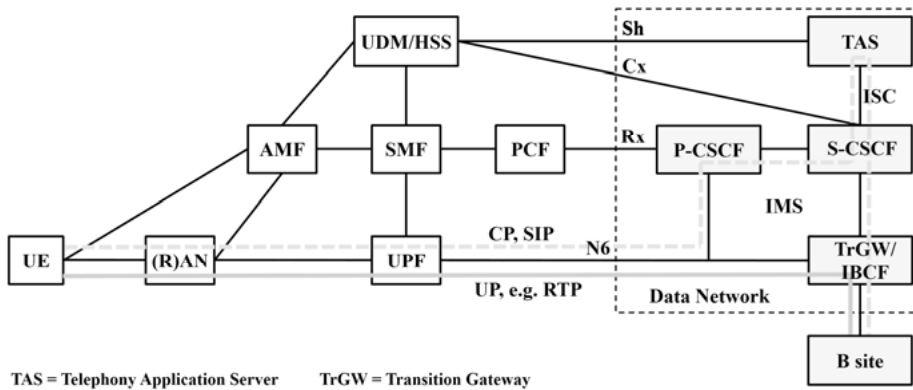 UDM/HSS
Sh
TAS
Cx
ISC
AMF
SMF
PCF
Rx
P-CSCF
S-CSCF
IMS
CP, SIP
N6
UE
(R)AN
UPF
TrGW/
IBCF
UP, e.g. RTP
Data Network
B site
TAS = Telephony Application Server
TrGW = Transition Gateway